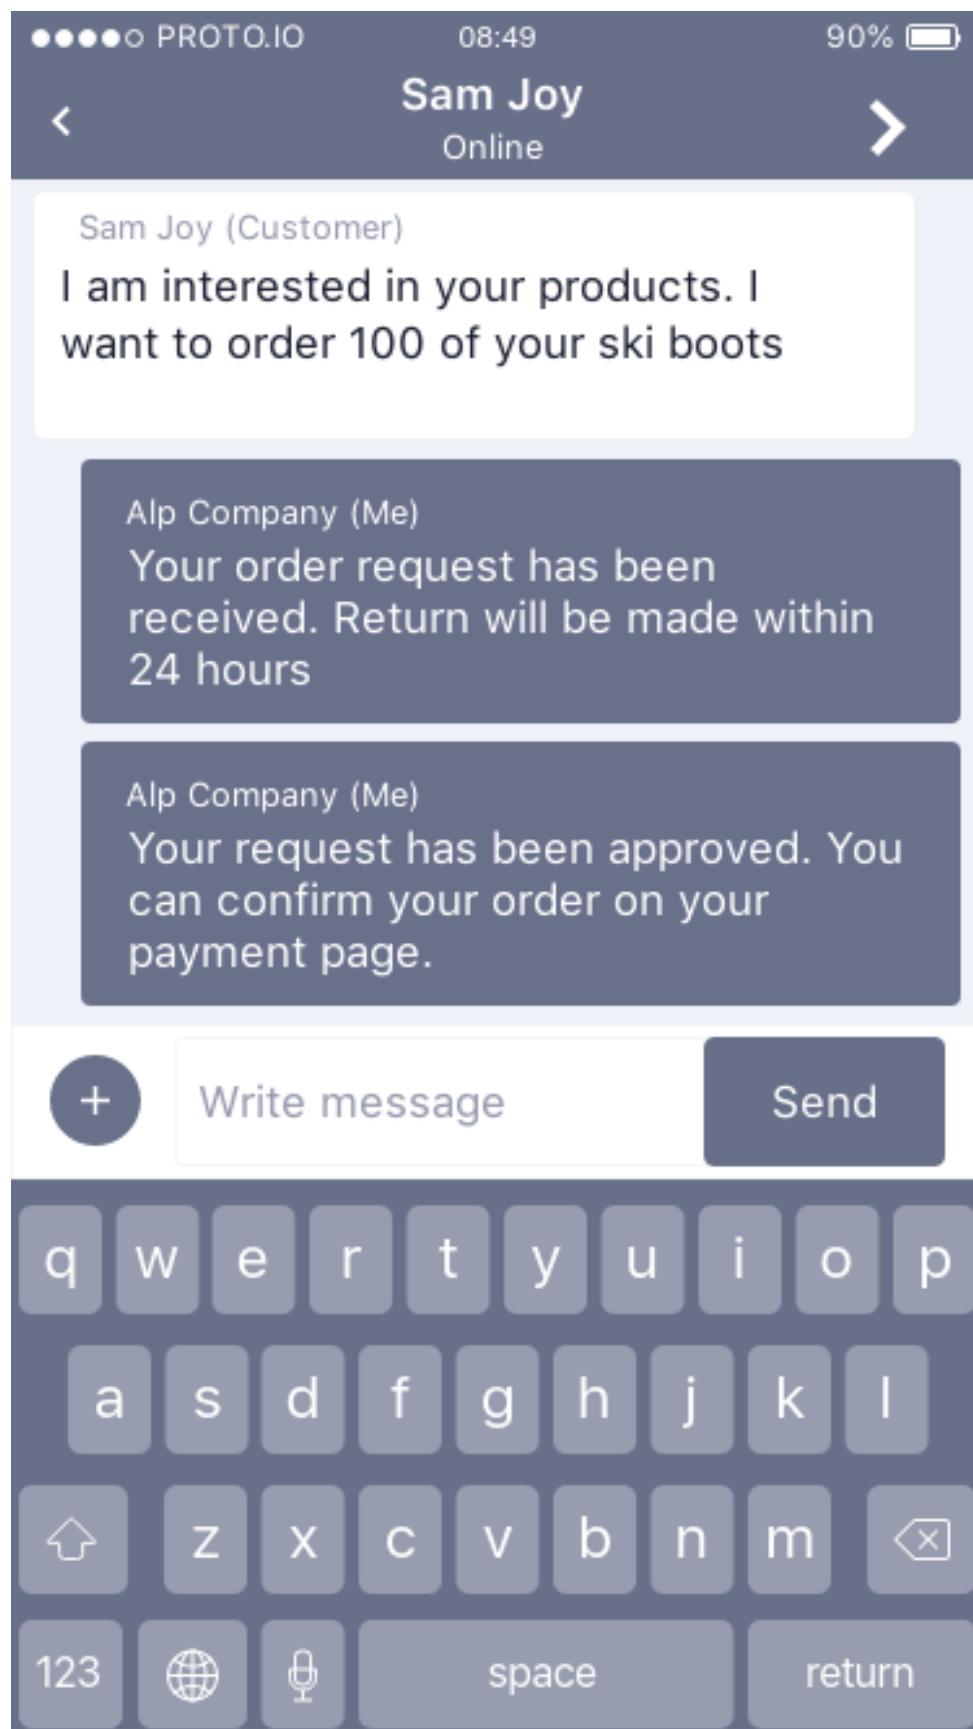 PROTO.IO 08:49 90%
Sam Joy
Online
Sam Joy (Customer)
I am interested in your products. I
want to order 100 of your ski boots
Alp Company (Me)
Your order request has been
received. Return will be made within
24 hours
Alp Company (Me)
Your request has been approved. You
can confirm your order on your
payment page.
Write message Send
q w e r t y u i o p
a s d f g h j k l
z x c v b n m
123 space return